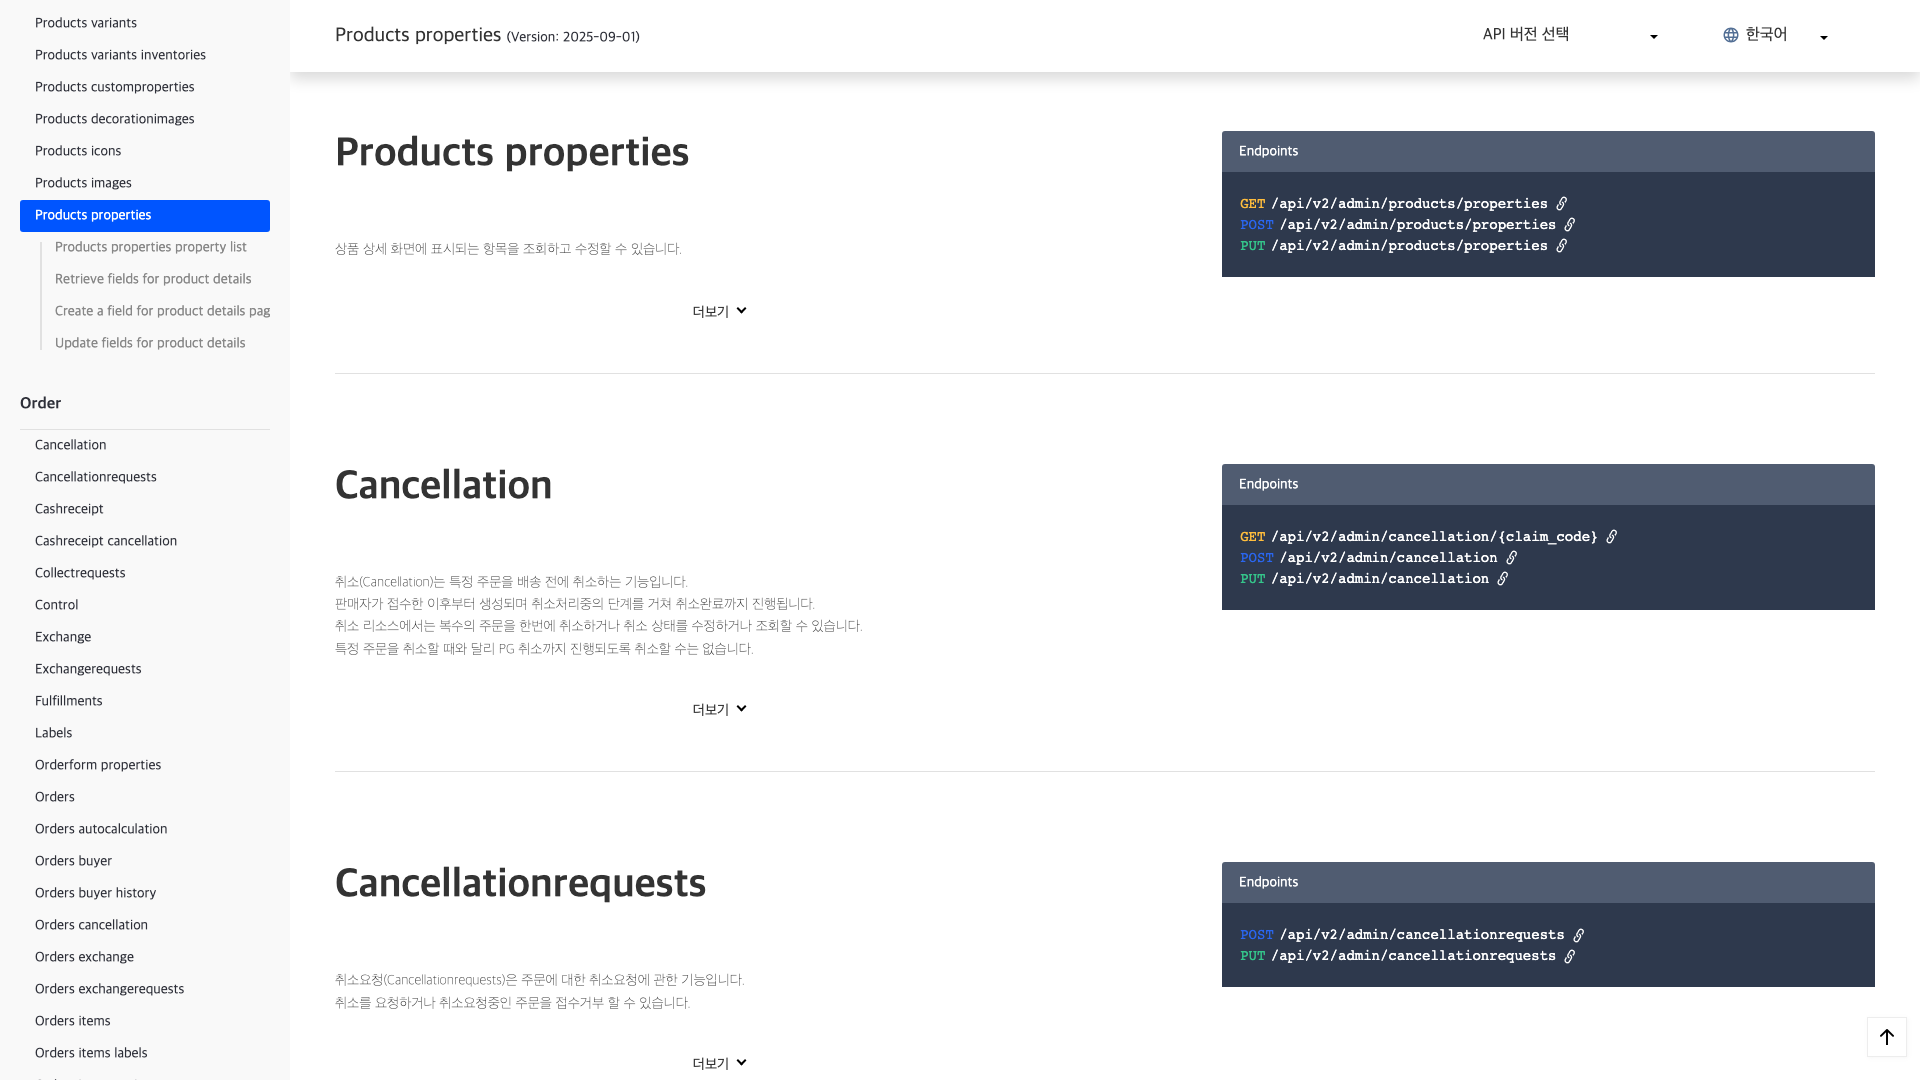 Products variants
Products variants inventories
Products customproperties
Products decorationimages
Products icons
Products images
Products properties
Products properties property list
Retrieve fields for product details
Create a field for product details pag
Update fields for product details
Order
Cancellation
Cancellationrequests
Cashreceipt
Cashreceipt cancellation
Collectrequests
Control
Exchange
Exchangerequests
Fulfillments
Labels
Orderform properties
Orders
Orders autocalculation
Orders buyer
Orders buyer history
Orders cancellation
Orders exchange
Orders exchangerequests
Orders items
Orders items labels
Products properties (Version: 2025-09-01)
API 버전 선택
한국어
Products properties
상품 상세 화면에 표시되는 항목을 조회하고 수정할 수 있습니다.
더보기
Endpoints
GET /api/v2/admin/products/properties
POST /api/v2/admin/products/properties
PUT /api/v2/admin/products/properties
Cancellation
취소(Cancellation)는 특정 주문을 배송 전에 취소하는 기능입니다.
판매자가 접수한 이후부터 생성되며 취소처리중의 단계를 거쳐 취소완료까지 진행됩니다.
취소 리소스에서는 복수의 주문을 한번에 취소하거나 취소 상태를 수정하거나 조회할 수 있습니다.
특정 주문을 취소할 때와 달리 PG 취소까지 진행되도록 취소할 수는 없습니다.
더보기
Endpoints
GET /api/v2/admin/cancellation/{claim_code}
POST /api/v2/admin/cancellation
PUT /api/v2/admin/cancellation
Cancellationrequests
취소요청(Cancellationrequests)은 주문에 대한 취소요청에 관한 기능입니다.
취소를 요청하거나 취소요청중인 주문을 접수거부 할 수 있습니다.
더보기
Endpoints
POST /api/v2/admin/cancellationrequests
PUT /api/v2/admin/cancellationrequests